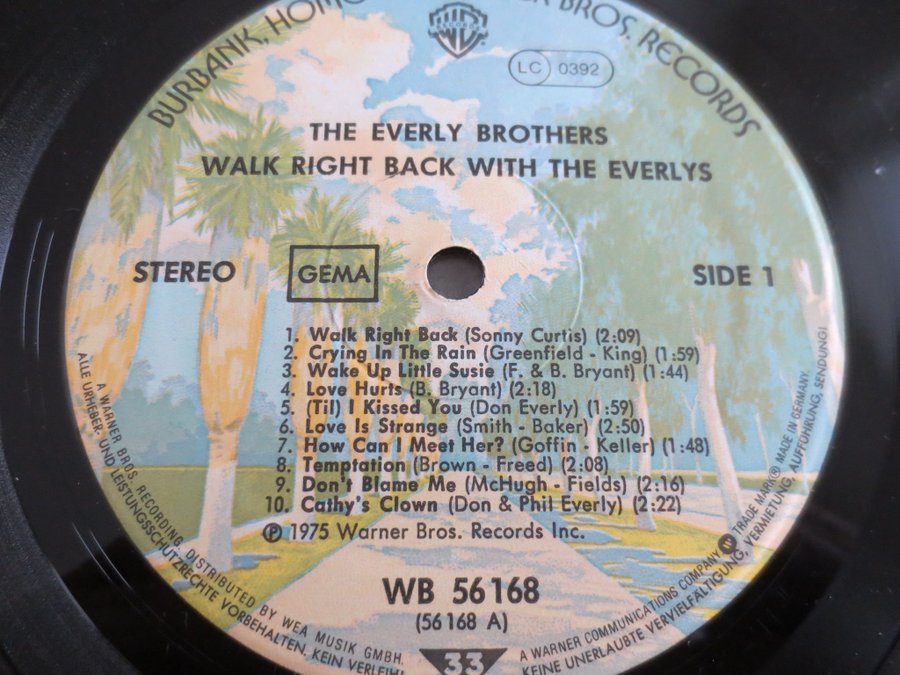 BURBANK, HOME BROS. RECORDS
W B
RECORDS
LC 0392
THE EVERLY BROTHERS
WALK RIGHT BACK WITH THE EVERLYS
STEREO GEMA SIDE 1
1. Walk Right Back (Sonny Curtis) (2:09)
2. Crying In The Rain (Greenfield - King) (1:59)
3. Wake Up Little Susie (F. & B. Bryant) (1:44)
4. Love Hurts (B. Bryant) (2:18)
5. (Til) I Kissed You (Don Everly) (1:59)
6. Love Is Strange (Smith - Baker) (2:50)
7. How Can I Meet Her? (Goffin - Keller) (1:48)
8. Temptation (Brown - Freed) (2:08)
9. Don't Blame Me (McHugh - Fields) (2:16)
10. Cathy's Clown (Don & Phil Everly) (2:22)
℗ 1975 Warner Bros. Records Inc.
WB 56 168
(56 168 A)
33
A WARNER BROS. RECORDING. DISTRIBUTED BY WEA MUSIK GMBH. A WARNER COMMUNICATIONS COMPANY TRADE MARK® MADE IN GERMANY.
ALLE URHEBER- UND LEISTUNGSSCHUTZRECHTE VORBEHALTEN. KEIN VERLEIH! KEINE UNERLAUBTE VERVIELFÄLTIGUNG, VERMIETUNG, AUFFÜHRUNG, SENDUNG!